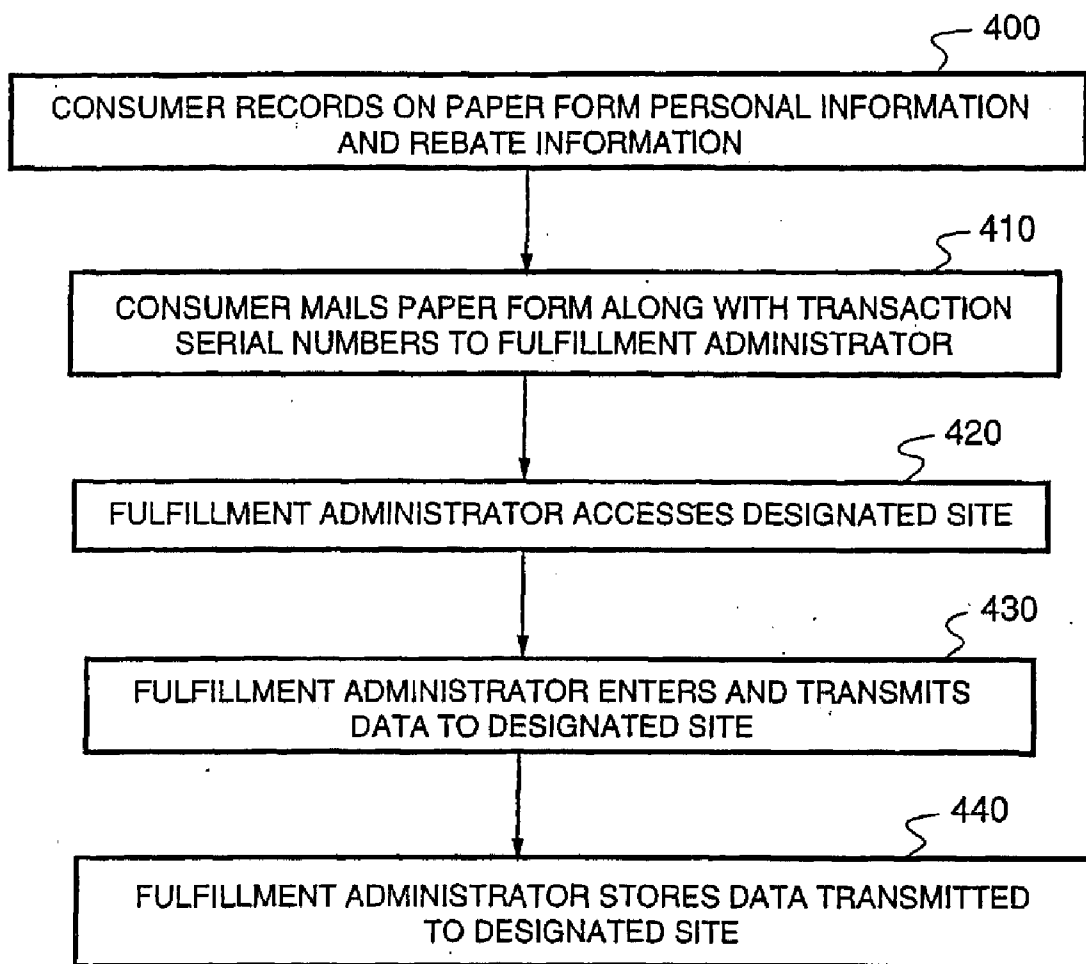 400
CONSUMER RECORDS ON PAPER FORM PERSONAL INFORMATION
AND REBATE INFORMATION
410
CONSUMER MAILS PAPER FORM ALONG WITH TRANSACTION
SERIAL NUMBERS TO FULFILLMENT ADMINISTRATOR
420
FULFILLMENT ADMINISTRATOR ACCESSES DESIGNATED SITE
430
FULFILLMENT ADMINISTRATOR ENTERS AND TRANSMITS
DATA TO DESIGNATED SITE
440
FULFILLMENT ADMINISTRATOR STORES DATA TRANSMITTED
TO DESIGNATED SITE